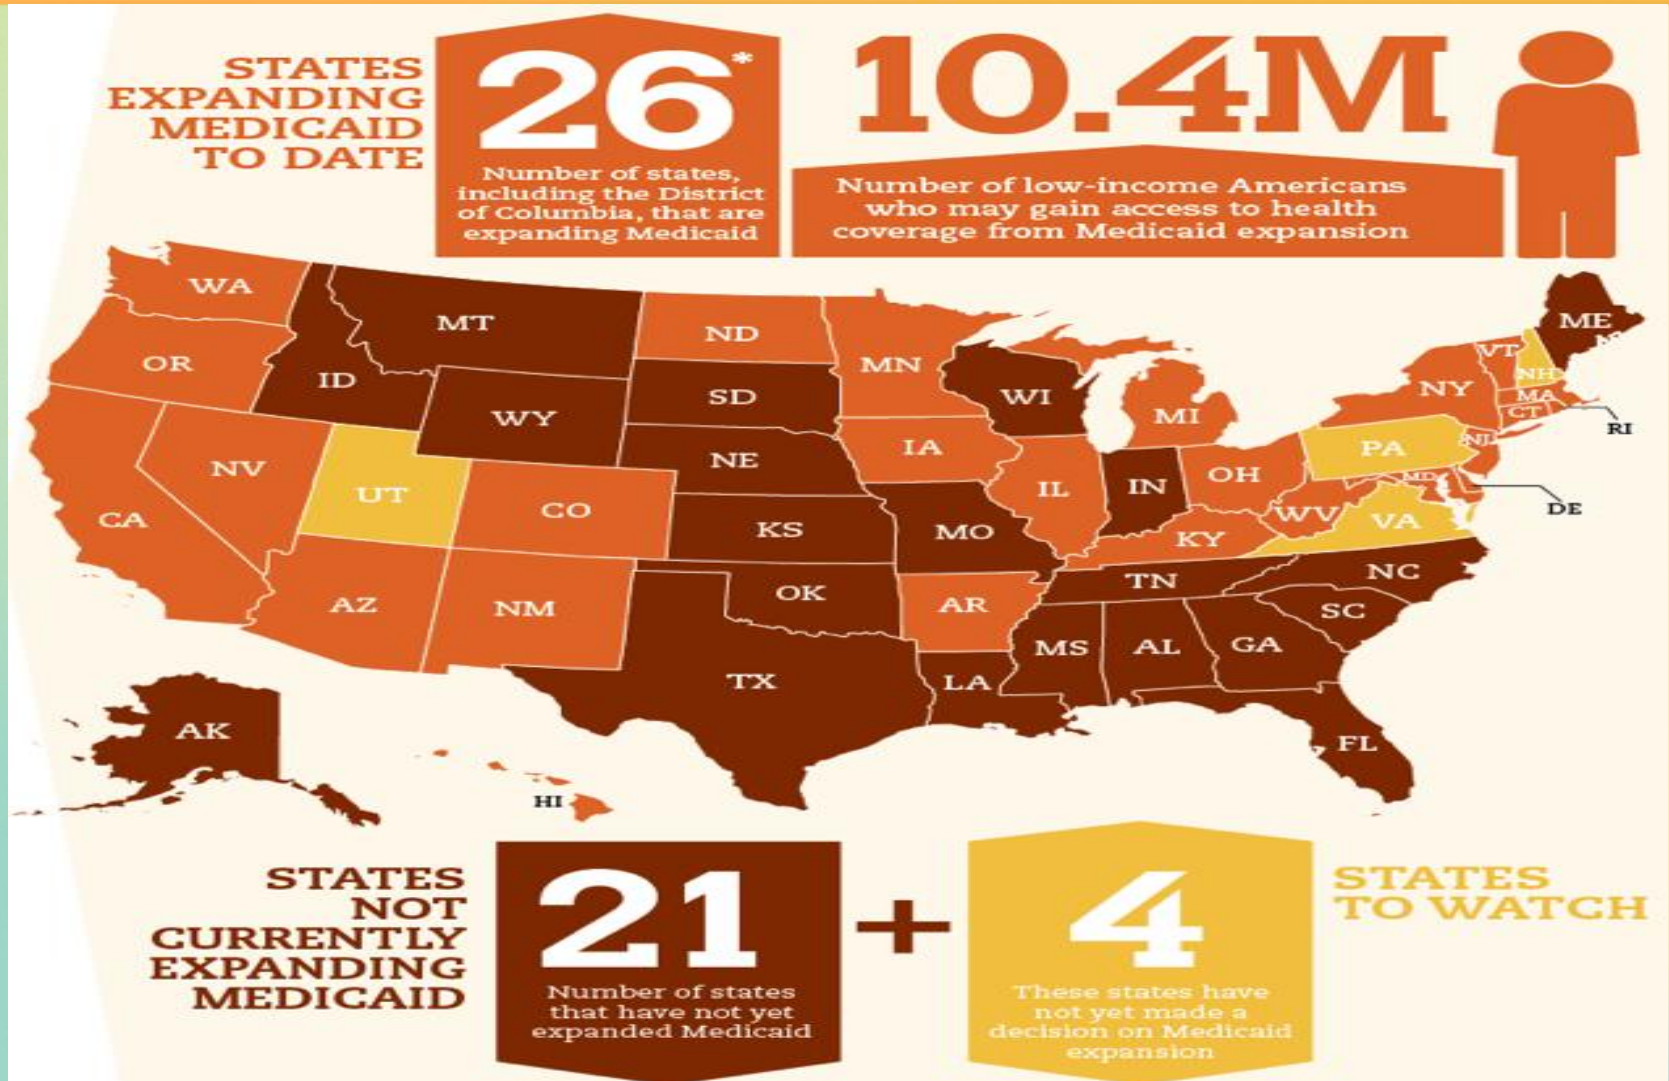 STATES
EXPANDING
MEDICAID
TO DATE
26*
Number of states,
including the District
of Columbia, that are
expanding Medicaid
10.4M
Number of low-income Americans
who may gain access to health
coverage from Medicaid expansion
WA
OR
CA
NV
ID
MT
WY
UT
CO
AZ
NM
ND
SD
NE
KS
OK
TX
MN
IA
MO
AR
LA
WI
IL
MI
IN
OH
KY
TN
MS
AL
GA
FL
SC
NC
VA
WV
PA
NY
VT
NH
ME
MA
CT
RI
NJ
MD
DE
AK
HI
STATES
NOT
CURRENTLY
EXPANDING
MEDICAID
21
Number of states
that have not yet
expanded Medicaid
+
4
These states have
not yet made a
decision on Medicaid
expansion
STATES
TO WATCH